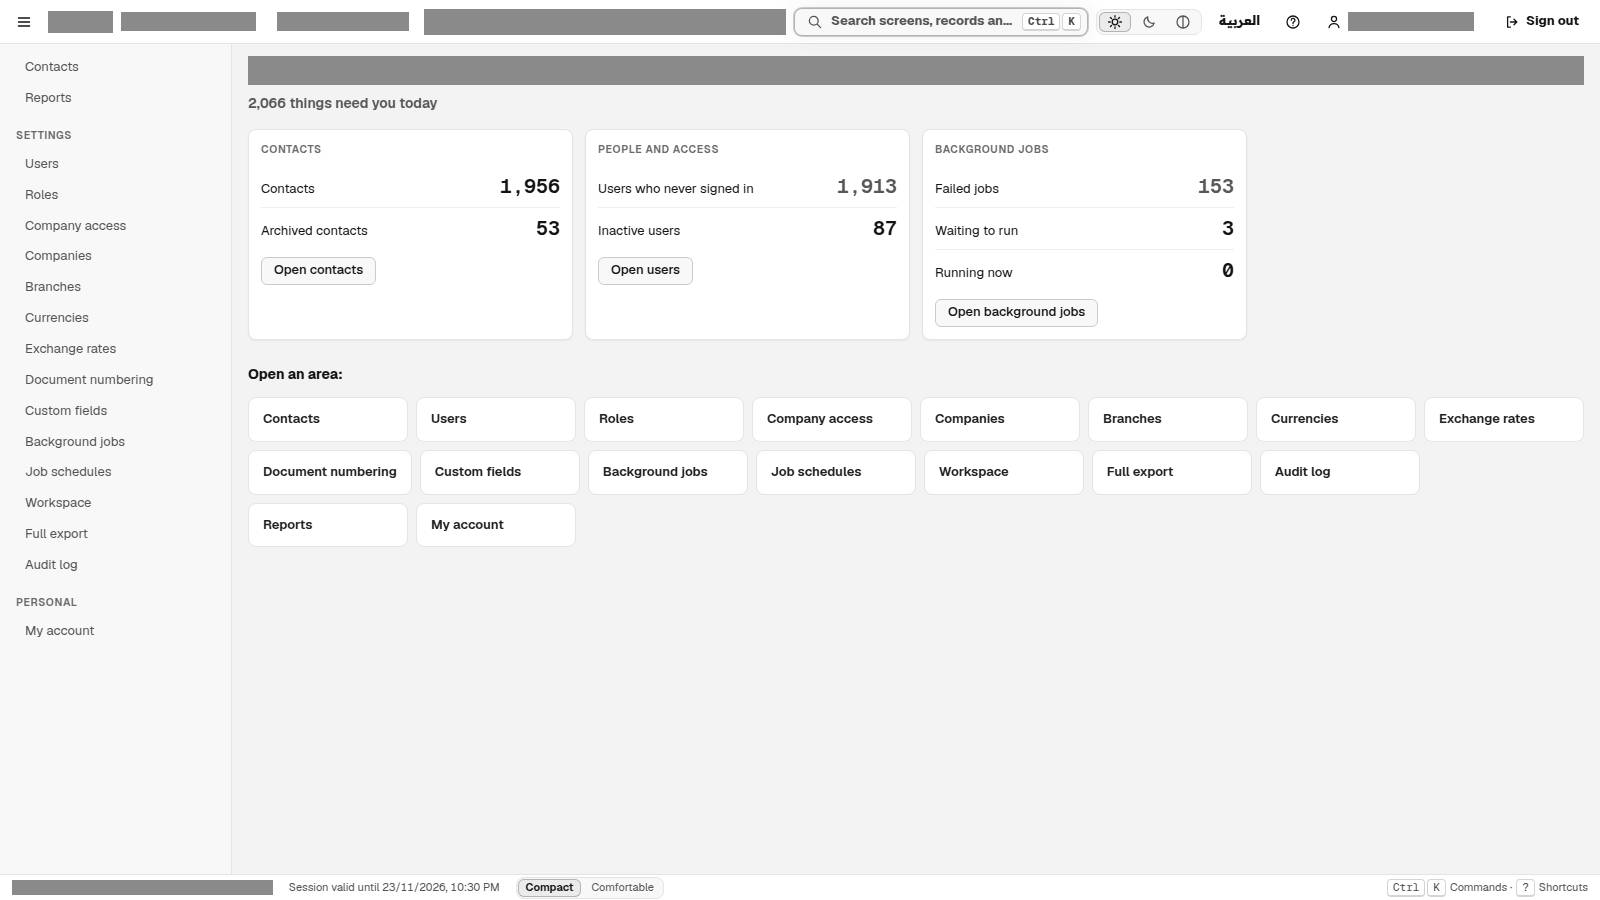 Search screens, records an... Ctrl K العربية Sign out
Contacts
Reports
SETTINGS
Users
Roles
Company access
Companies
Branches
Currencies
Exchange rates
Document numbering
Custom fields
Background jobs
Job schedules
Workspace
Full export
Audit log
PERSONAL
My account
2,066 things need you today
CONTACTS
Contacts 1,956
Archived contacts 53
Open contacts
PEOPLE AND ACCESS
Users who never signed in 1,913
Inactive users 87
Open users
BACKGROUND JOBS
Failed jobs 153
Waiting to run 3
Running now 0
Open background jobs
Open an area:
Contacts Users Roles Company access Companies Branches Currencies Exchange rates
Document numbering Custom fields Background jobs Job schedules Workspace Full export Audit log
Reports My account
Session valid until 23/11/2026, 10:30 PM Compact Comfortable Ctrl K Commands · ? Shortcuts